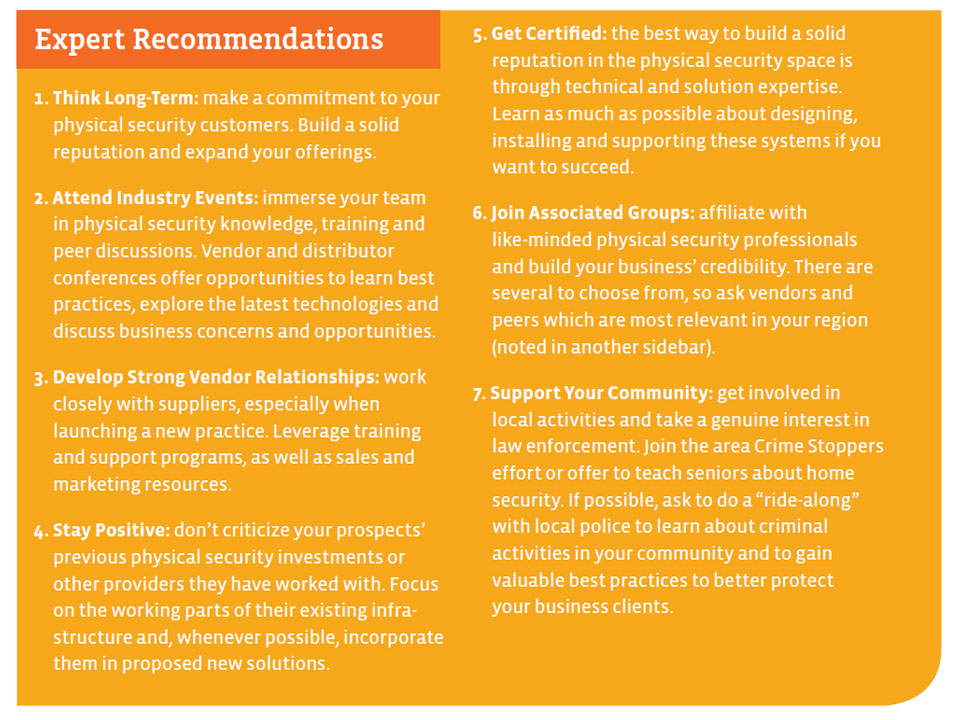 Expert Recommendations
1. Think Long-Term: make a commitment to your
physical security customers. Build a solid
reputation and expand your offerings.
2. Attend Industry Events: immerse your team
in physical security knowledge, training and
peer discussions. Vendor and distributor
conferences offer opportunities to learn best
practices, explore the latest technologies and
discuss business concerns and opportunities.
3. Develop Strong Vendor Relationships: work
closely with suppliers, especially when
launching a new practice. Leverage training
and support programs, as well as sales and
marketing resources.
4. Stay Positive: don’t criticize your prospects’
previous physical security investments or
other providers they have worked with. Focus
on the working parts of their existing infra-
structure and, whenever possible, incorporate
them in proposed new solutions.
5. Get Certified: the best way to build a solid
reputation in the physical security space is
through technical and solution expertise.
Learn as much as possible about designing,
installing and supporting these systems if you
want to succeed.
6. Join Associated Groups: affiliate with
like-minded physical security professionals
and build your business’ credibility. There are
several to choose from, so ask vendors and
peers which are most relevant in your region
(noted in another sidebar).
7. Support Your Community: get involved in
local activities and take a genuine interest in
law enforcement. Join the area Crime Stoppers
effort or offer to teach seniors about home
security. If possible, ask to do a “ride-along”
with local police to learn about criminal
activities in your community and to gain
valuable best practices to better protect
your business clients.